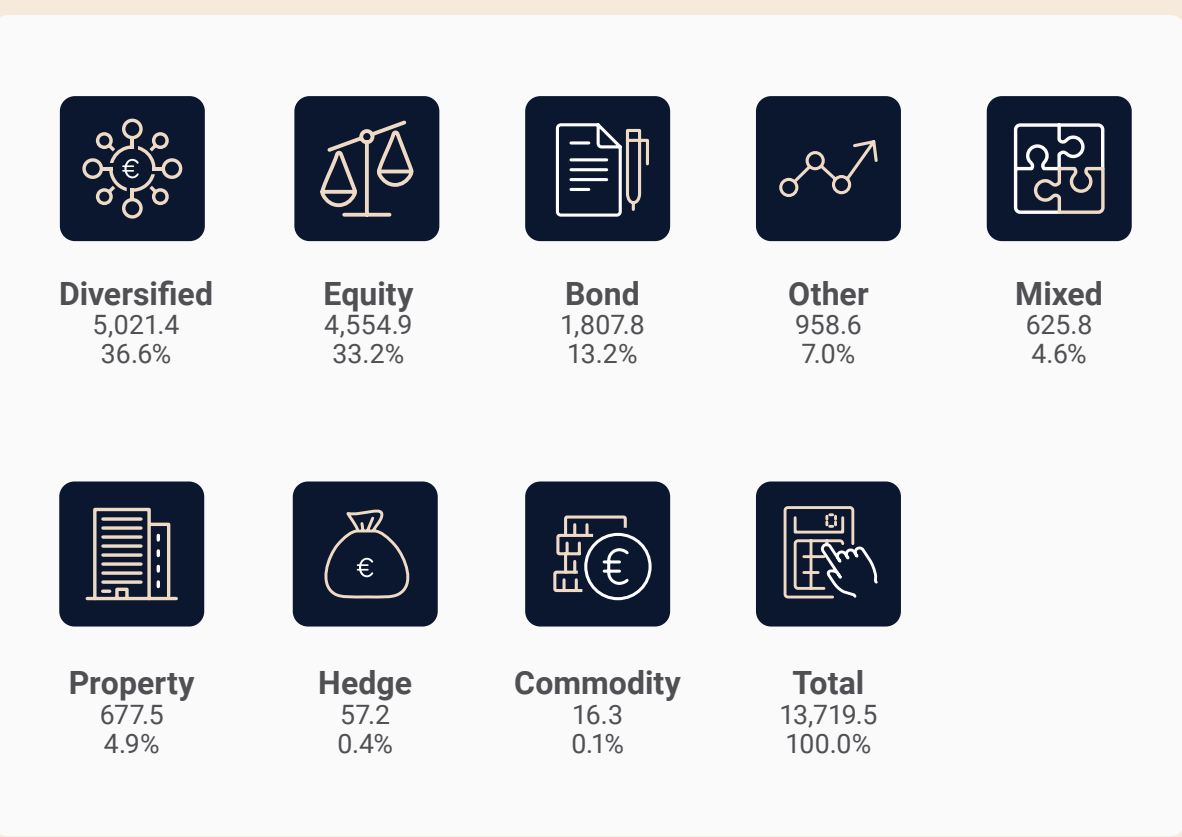 €
0
Diversified
5,021.4
36.6%
Equity
4,554.9
33.2%
Bond
1,807.8
13.2%
Other
958.6
7.0%
Mixed
625.8
4.6%
€
€
Property
677.5
4.9%
Hedge
57.2
0.4%
Commodity
16.3
0.1%
Total
13,719.5
100.0%